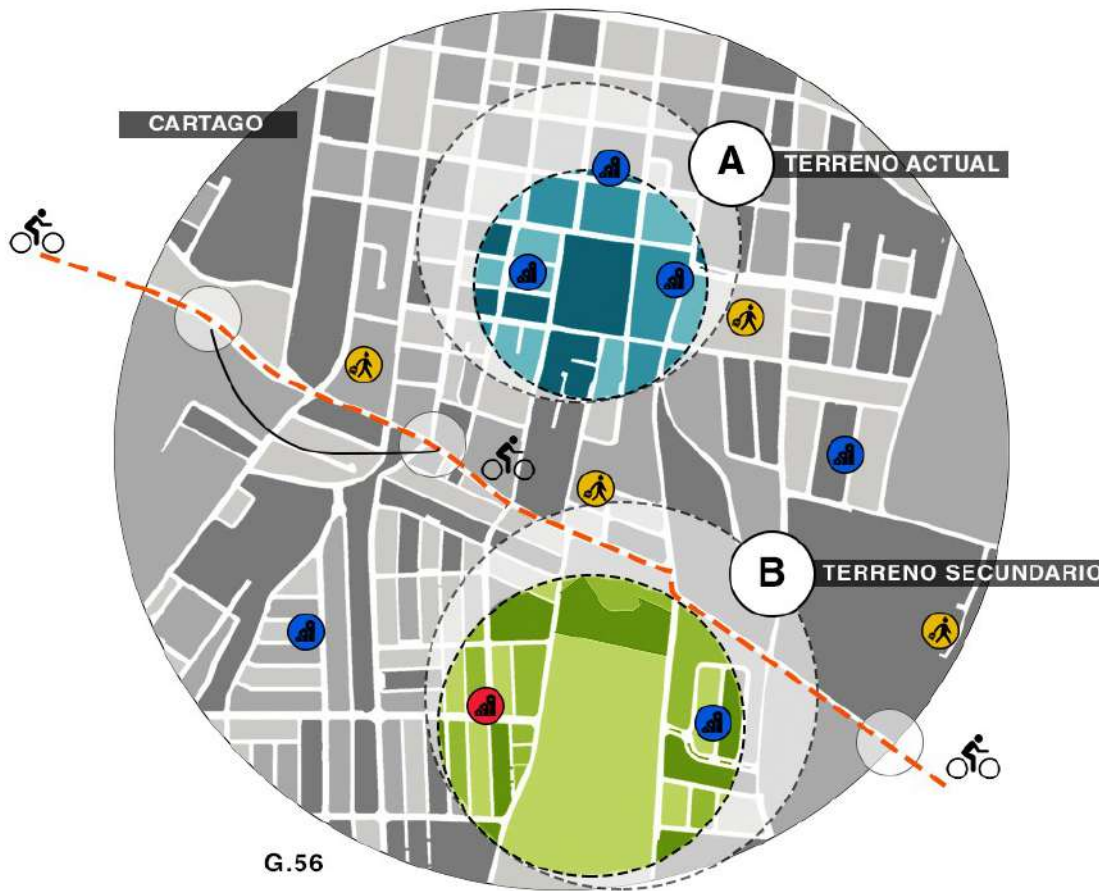 CARTAGO
A
TERRENO ACTUAL
B
TERRENO SECUNDARIO
G.56